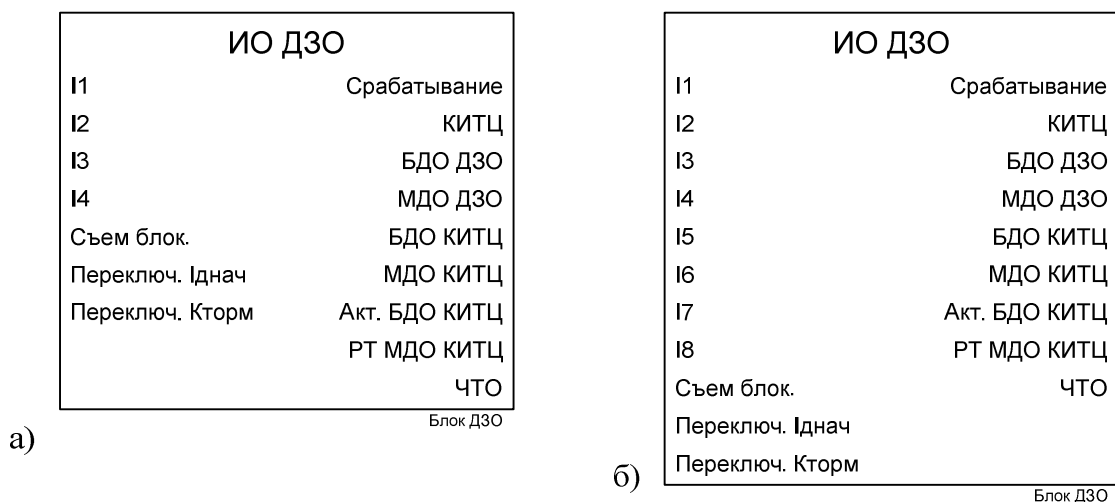 ИО ДЗО
I1 Срабатывание
I2 КИТЦ
I3 БДО ДЗО
I4 МДО ДЗО
Съем блок. БДО КИТЦ
Переключ. Iднач МДО КИТЦ
Переключ. Кторм Акт. БДО КИТЦ
РТ МДО КИТЦ
ЧТО
Блок ДЗО
а)
ИО ДЗО
I1 Срабатывание
I2 КИТЦ
I3 БДО ДЗО
I4 МДО ДЗО
I5 БДО КИТЦ
I6 МДО КИТЦ
I7 Акт. БДО КИТЦ
I8 РТ МДО КИТЦ
Съем блок. ЧТО
Переключ. Iднач
Переключ. Кторм
Блок ДЗО
б)